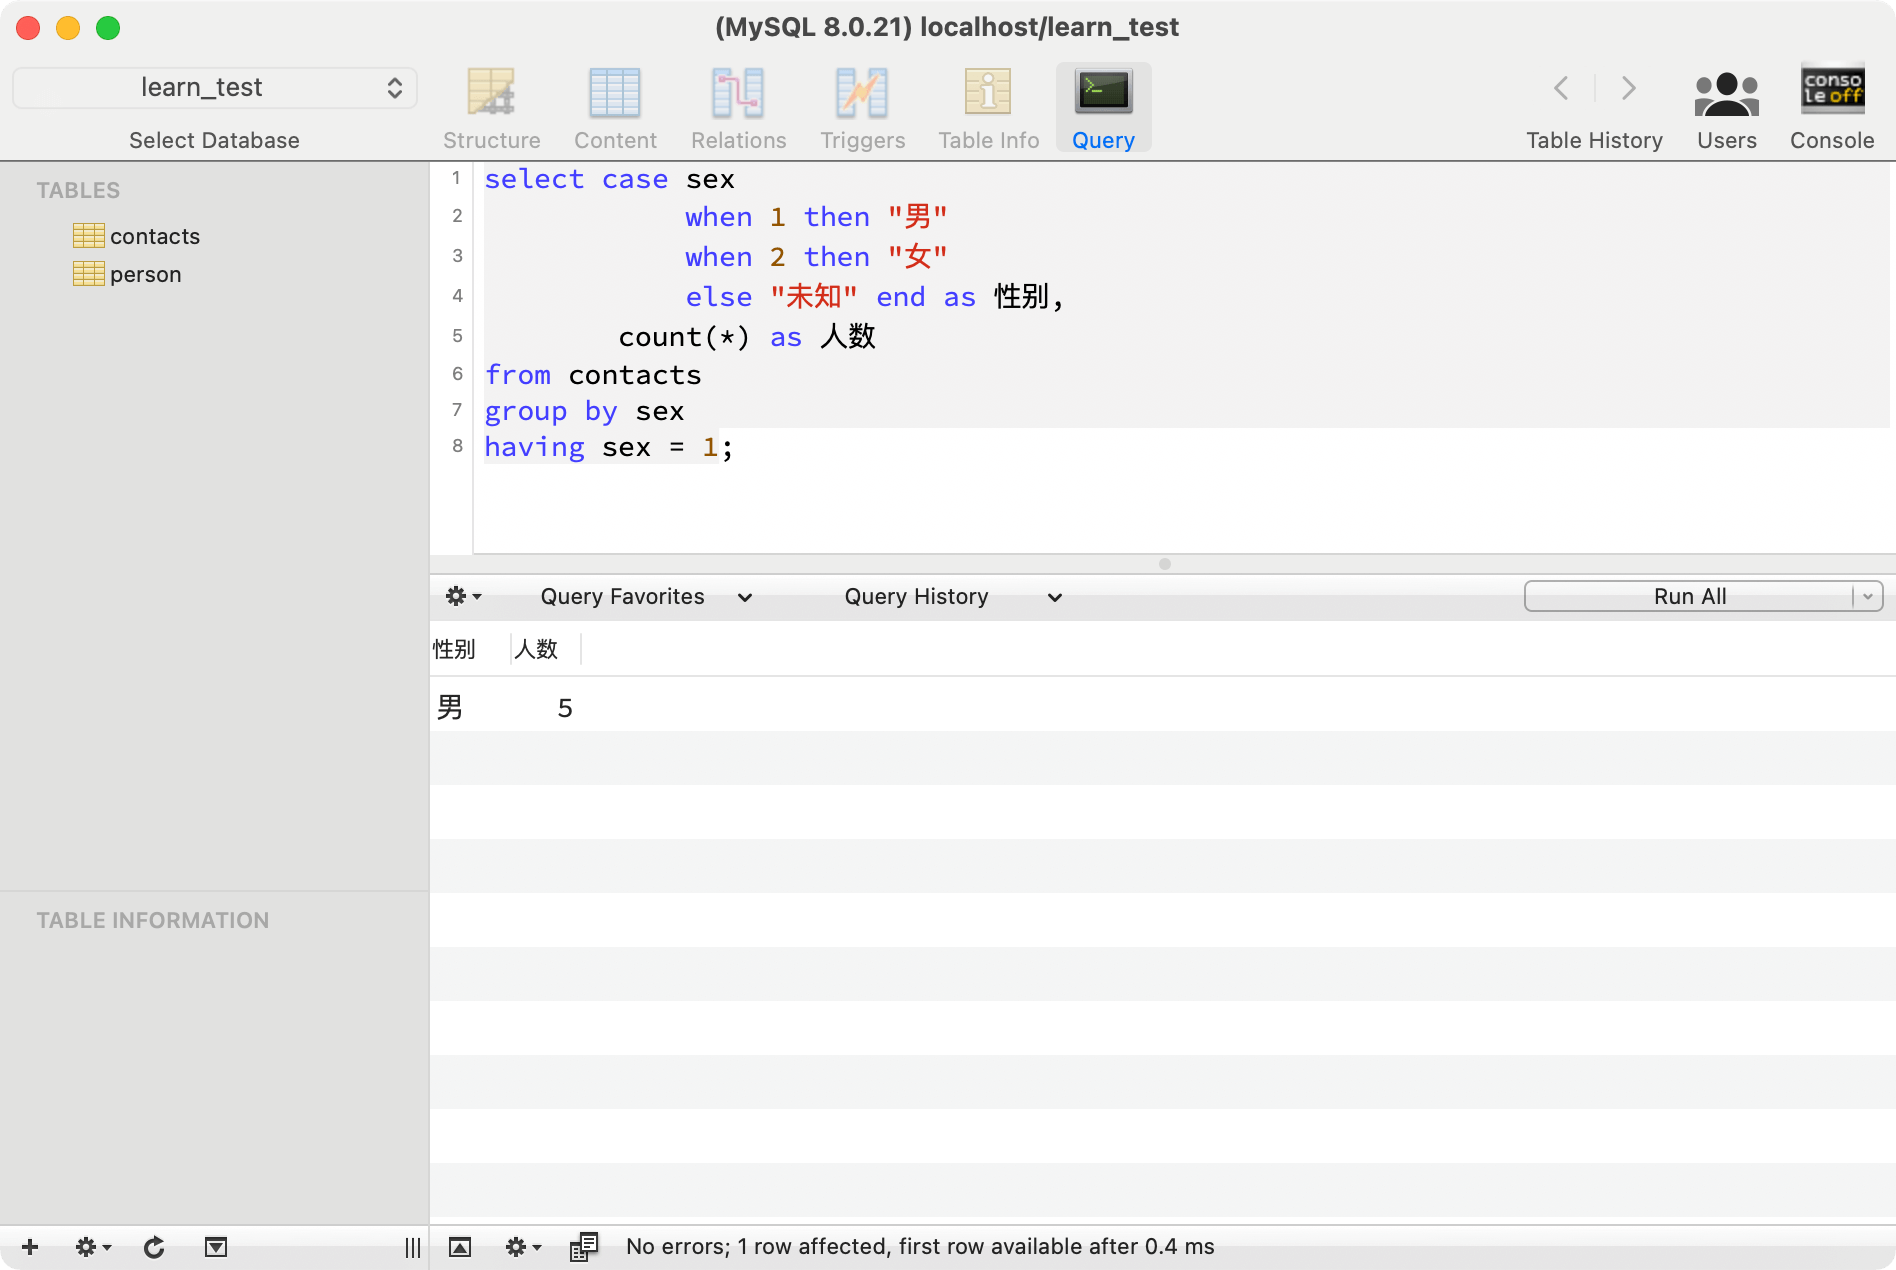 (MySQL 8.0.21) localhost/learn_test
learn_test
Select Database
Structure
Content
Relations
Triggers
Table Info
Query
Table History
Users
conso
le off
Console
TABLES
contacts
person
TABLE INFORMATION
1 select case sex
2 when 1 then "男"
3 when 2 then "女"
4 else "未知" end as 性别,
5 count(*) as 人数
6 from contacts
7 group by sex
8 having sex = 1;
Query Favorites
Query History
Run All
性别 人数
男 5
No errors; 1 row affected, first row available after 0.4 ms